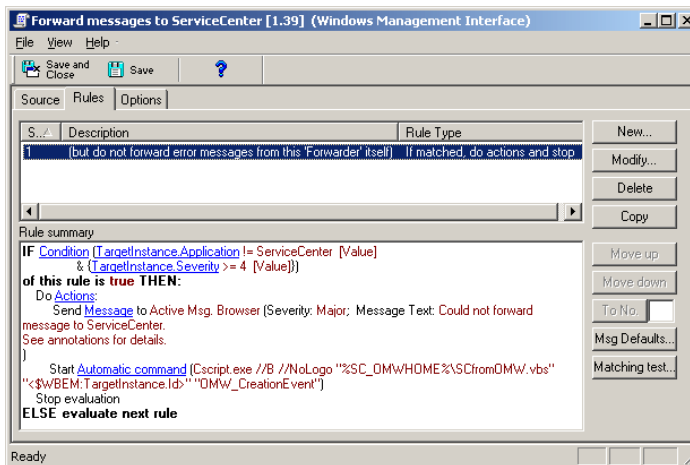 Forward messages to ServiceCenter [1.39] (Windows Management Interface)
File View Help
Save and Close Save
Source Rules Options
S... Description Rule Type
1 (but do not forward error messages from this 'Forwarder' itself) If matched, do actions and stop
New...
Modify...
Delete
Copy
Rule summary
IF Condition (TargetInstance.Application != ServiceCenter [Value]
& {TargetInstance.Severity >= 4 [Value]})
of this rule is true THEN:
Do Actions:
Send Message to Active Msg. Browser (Severity: Major; Message Text: Could not forward
message to ServiceCenter.
See annotations for details.
)
Start Automatic command (Cscript.exe //B //NoLogo "%SC_OMWHOME%\SCfromOMW.vbs"
"<$WBEM:TargetInstance.Id>" "OMW_CreationEvent")
Stop evaluation
ELSE evaluate next rule
Move up
Move down
To No.
Msg Defaults...
Matching test...
Ready